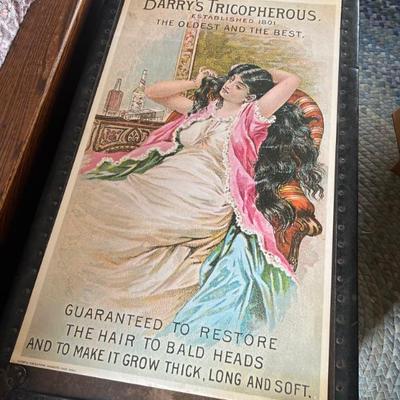 BARRY'S TRICOPHEROUS.
ESTABLISHED 1801
THE OLDEST AND THE BEST.
GUARANTEED TO RESTORE
THE HAIR TO BALD HEADS
AND TO MAKE IT GROW THICK, LONG AND SOFT.